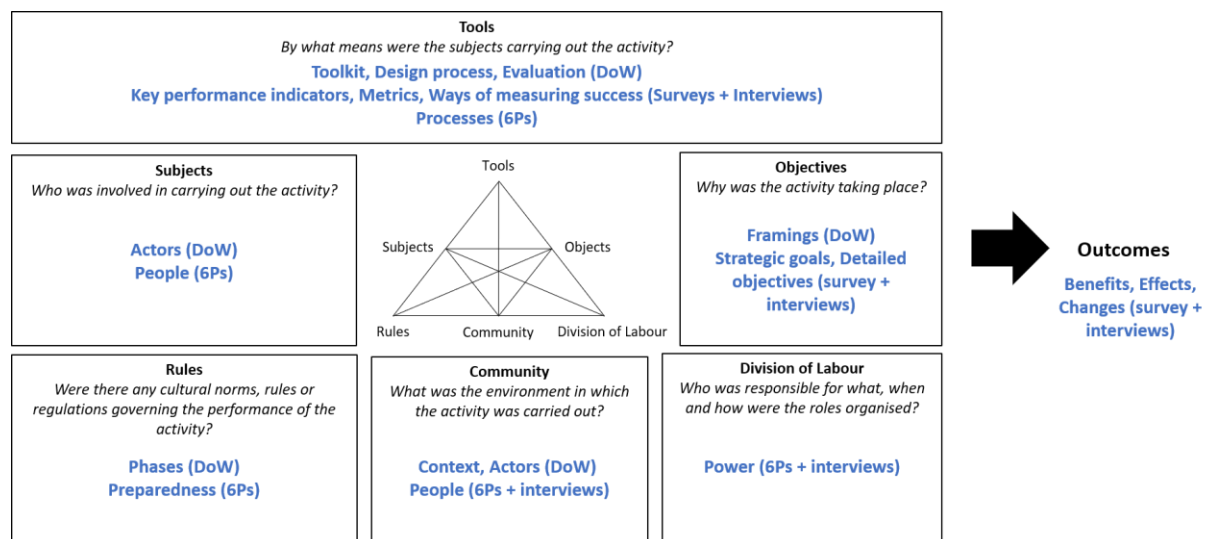 Tools
By what means were the subjects carrying out the activity?
Toolkit, Design process, Evaluation (DoW)
Key performance indicators, Metrics, Ways of measuring success (Surveys + Interviews)
Processes (6Ps)
Subjects
Who was involved in carrying out the activity?
Actors (DoW)
People (6Ps)
Tools
Subjects
Objects
Rules
Community
Division of Labour
Objectives
Why was the activity taking place?
Framings (DoW)
Strategic goals, Detailed
objectives (survey +
interviews)
Outcomes
Benefits, Effects,
Changes (survey +
interviews)
Rules
Were there any cultural norms, rules or
regulations governing the performance of the
activity?
Phases (DoW)
Preparedness (6Ps)
Community
What was the environment in which
the activity was carried out?
Context, Actors (DoW)
People (6Ps + interviews)
Division of Labour
Who was responsible for what, when
and how were the roles organised?
Power (6Ps + interviews)